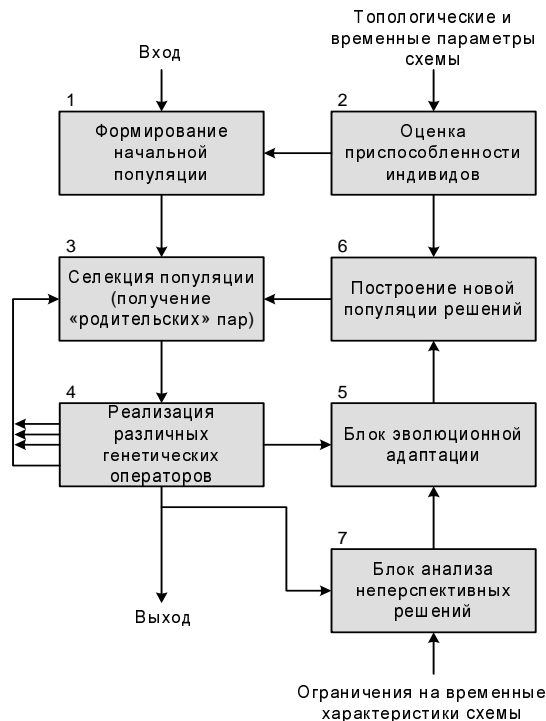 Топологические и
временные параметры
схемы
Вход
1
Формирование
начальной
популяции
2
Оценка
приспособленности
индивидов
3
Селекция популяции
(получение
«родительских» пар)
6
Построение новой
популяции решений
4
Реализация
различных
генетических
операторов
5
Блок эволюционной
адаптации
7
Блок анализа
неперспективных
решений
Выход
Ограничения на временные
характеристики схемы